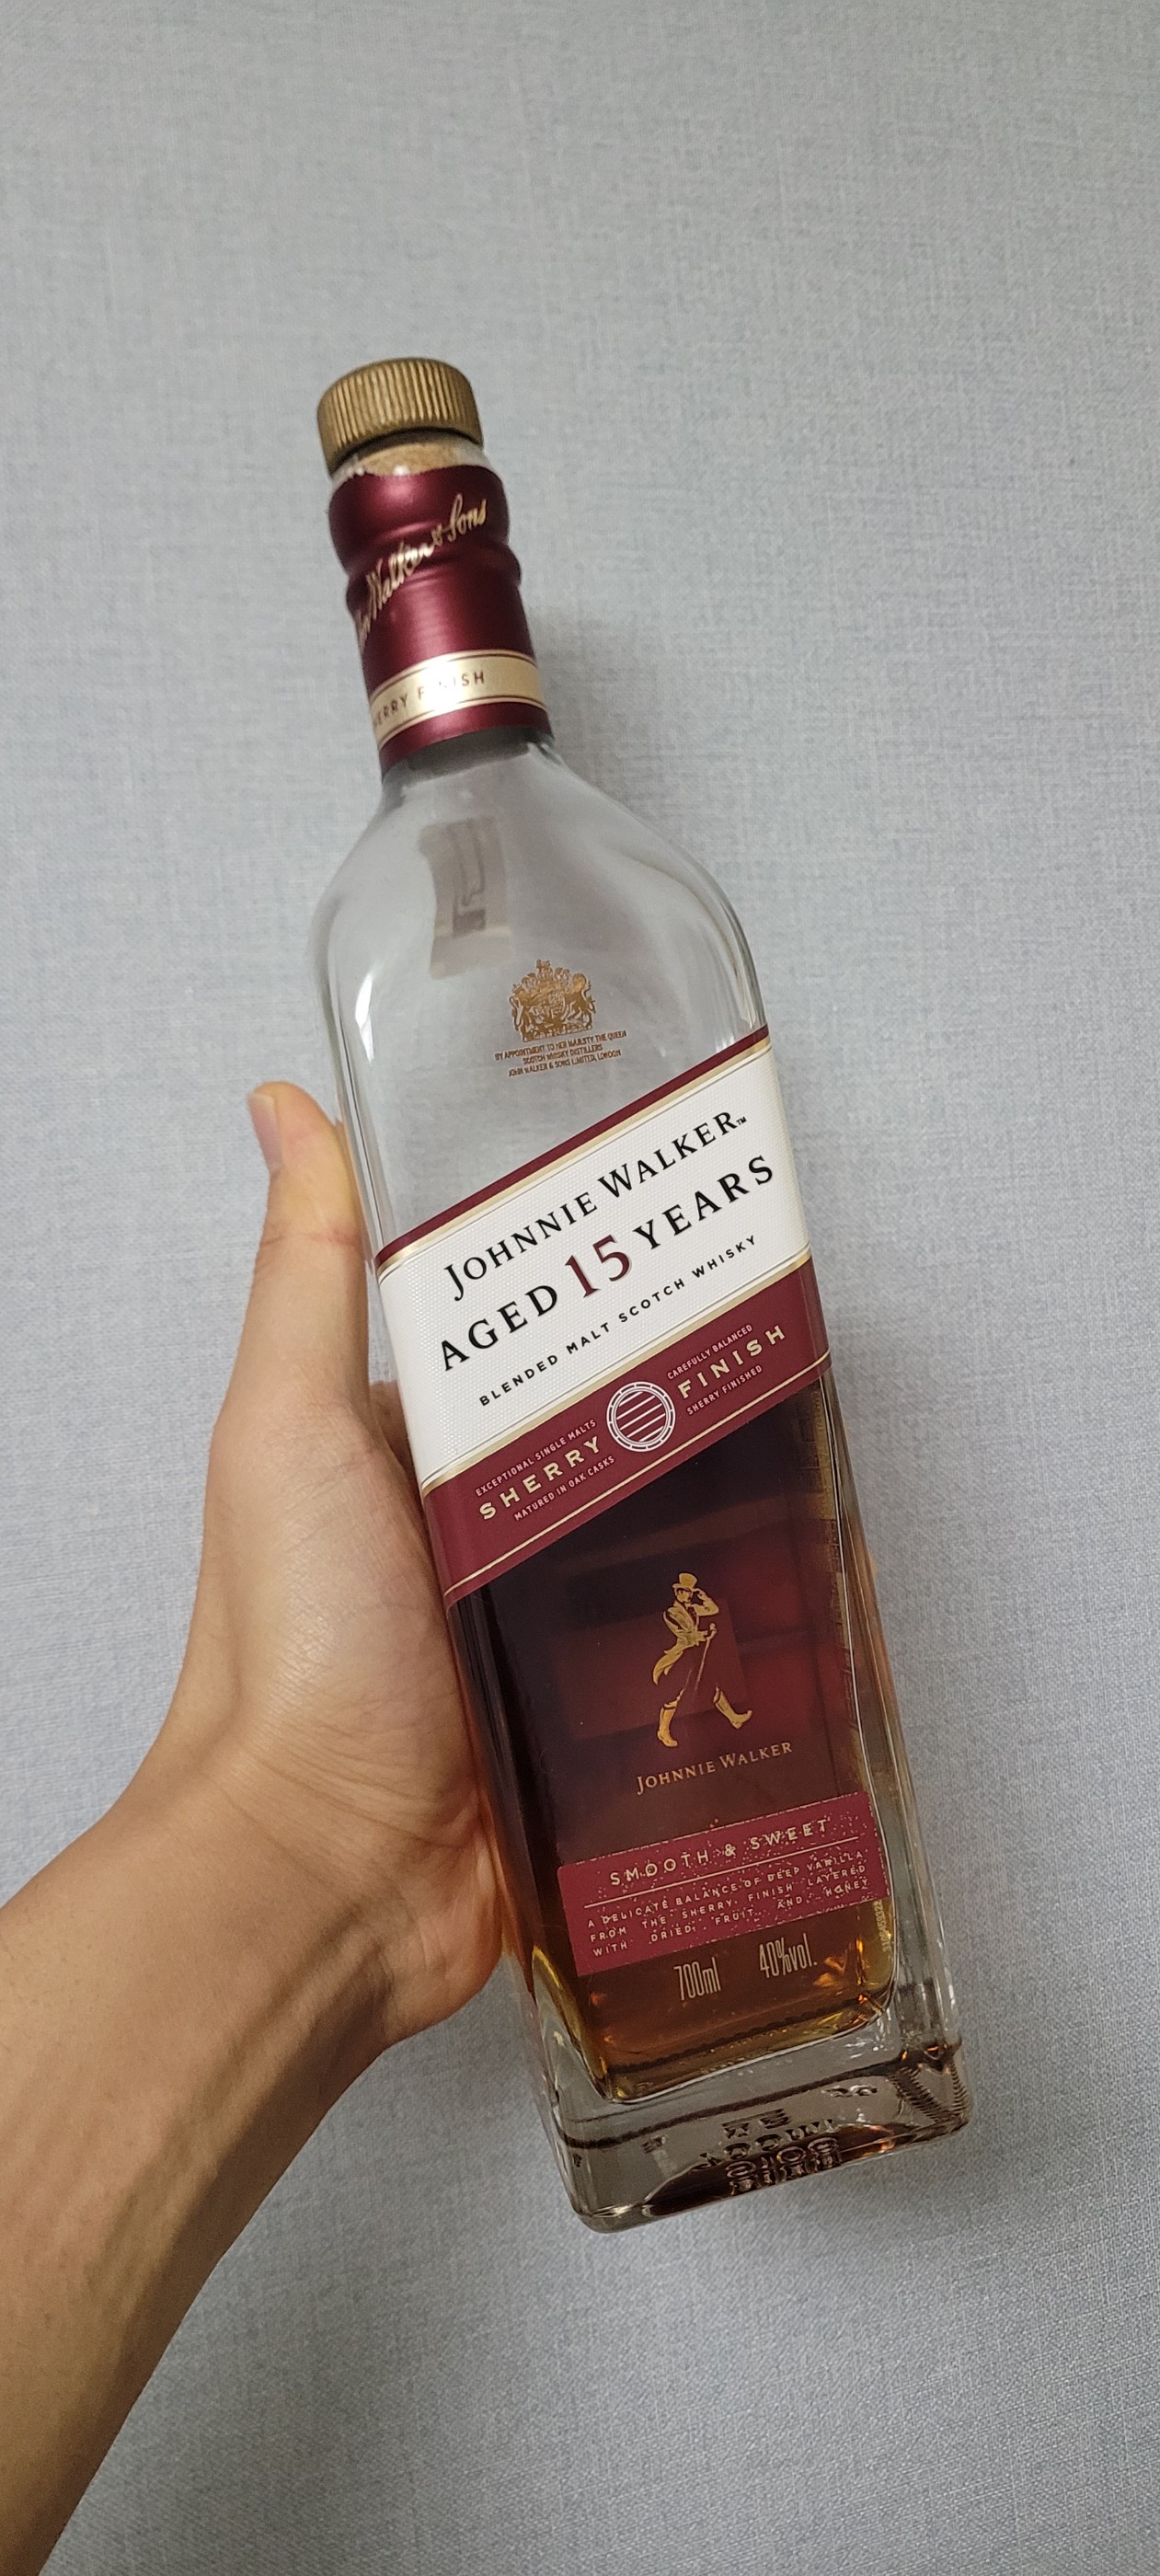 Walker & Sons
SHERRY FINISH
BY APPOINTMENT TO HER MAJESTY THE QUEEN
SCOTCH WHISKY DISTILLERS
JOHN WALKER & SONS LIMITED, LONDON
JOHNNIE WALKER™
AGED 15 YEARS
BLENDED MALT SCOTCH WHISKY
EXCEPTIONAL SINGLE MALTS
SHERRY
MATURED IN OAK CASKS
CAREFULLY BALANCED
FINISH
SHERRY FINISHED
JOHNNIE WALKER
SMOOTH & SWEET
A DELICATE BALANCE OF DEEP VANILLA
FROM THE SHERRY FINISH LAYERED
WITH DRIED FRUIT AND HONEY
700ml 40%vol.